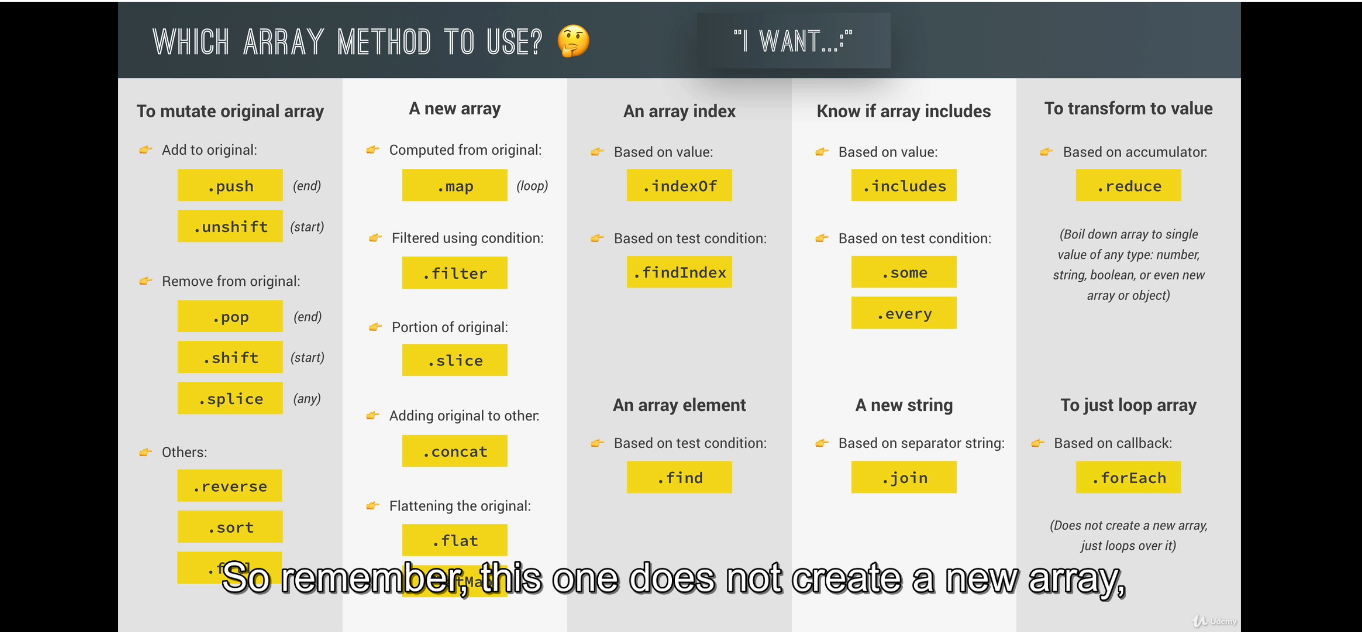 WHICH ARRAY METHOD TO USE? 🤔
"I WANT...:"
To mutate original array
👉 Add to original:
.push (end)
.unshift (start)
👉 Remove from original:
.pop (end)
.shift (start)
.splice (any)
👉 Others:
.reverse
.sort
A new array
👉 Computed from original:
.map (loop)
👉 Filtered using condition:
.filter
👉 Portion of original:
.slice
👉 Adding original to other:
.concat
👉 Flattening the original:
.flat
An array index
👉 Based on value:
.indexOf
👉 Based on test condition:
.findIndex
An array element
👉 Based on test condition:
.find
Know if array includes
👉 Based on value:
.includes
👉 Based on test condition:
.some
.every
A new string
👉 Based on separator string:
.join
To transform to value
👉 Based on accumulator:
.reduce
(Boil down array to single
value of any type: number,
string, boolean, or even new
array or object)
To just loop array
👉 Based on callback:
.forEach
(Does not create a new array,
just loops over it)
So remember, this one does not create a new array,
Udemy